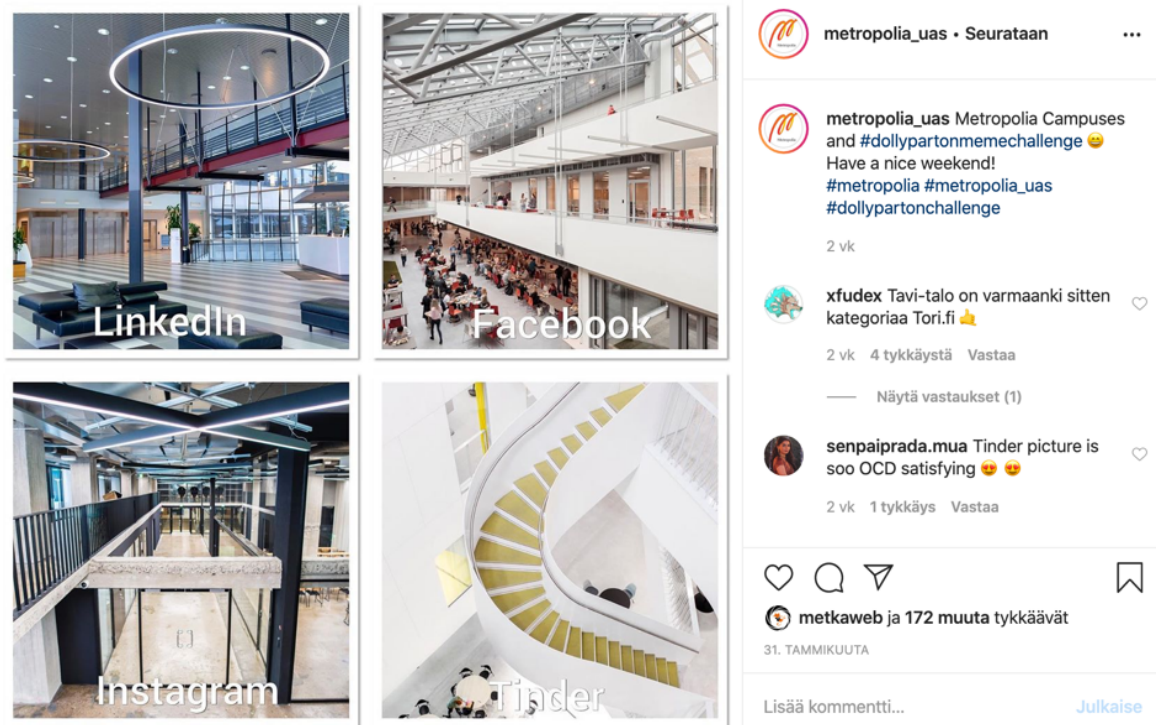 LinkedIn
Facebook
Instagram
Tinder
metropolia_uas • Seurataan
metropolia_uas Metropolia Campuses
and #dollypartonmemechallenge 😄
Have a nice weekend!
#metropolia #metropolia_uas
#dollypartonchallenge
2 vk
xfudex Tavi-talo on varmaanki sitten
kategoriaa Tori.fi 🤙
2 vk 4 tykkäystä Vastaa
Näytä vastaukset (1)
senpaiprada.mua Tinder picture is
soo OCD satisfying 😍 😍
2 vk 1 tykkäys Vastaa
metkaweb ja 172 muuta tykkäävät
31. TAMMIKUUTA
Lisää kommentti...
Julkaise